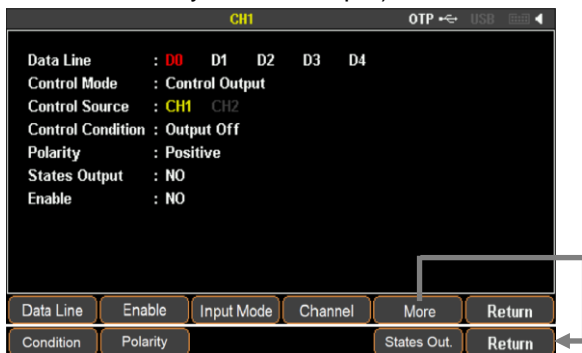 CH1 OTP USB
Data Line : D0 D1 D2 D3 D4
Control Mode : Control Output
Control Source : CH1 CH2
Control Condition : Output Off
Polarity : Positive
States Output : NO
Enable : NO
Data Line Enable Input Mode Channel More Return
Condition Polarity States Out. Return